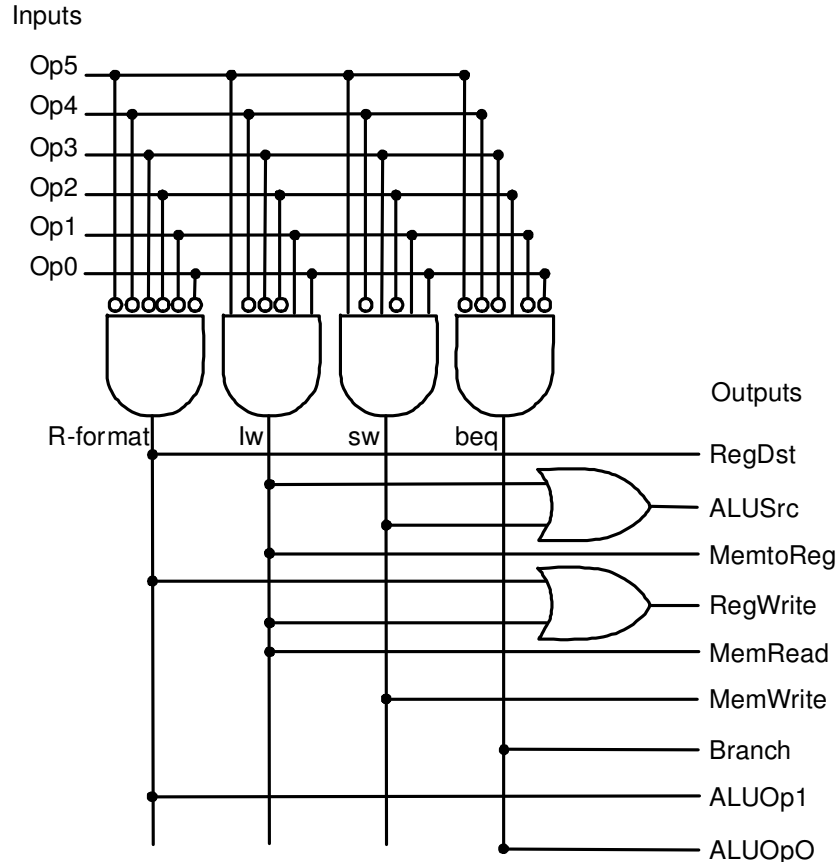 Inputs
Op5
Op4
Op3
Op2
Op1
Op0
R-format
lw
sw
beq
Outputs
RegDst
ALUSrc
MemtoReg
RegWrite
MemRead
MemWrite
Branch
ALUOp1
ALUOpO